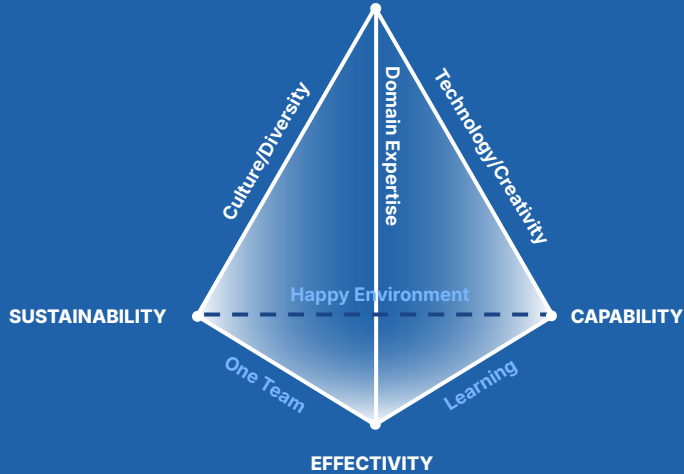 Culture/Diversity
Domain Expertise
Technology/Creativity
Happy Environment
SUSTAINABILITY
CAPABILITY
One Team
Learning
EFFECTIVITY